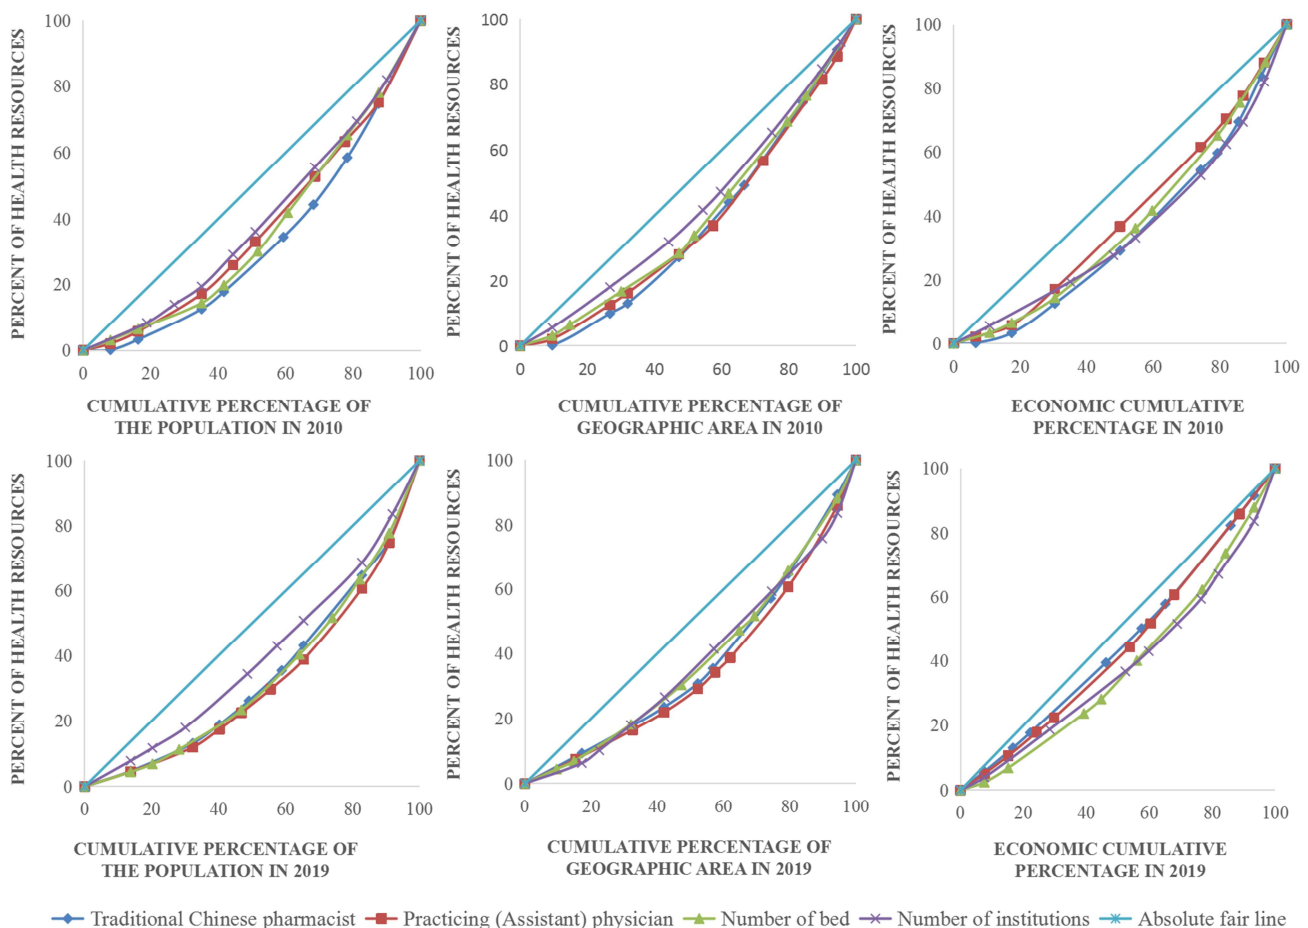 PERCENT OF HEALTH RESOURCES
100
80
60
40
20
0
0 20 40 60 80 100
CUMULATIVE PERCENTAGE OF
THE POPULATION IN 2010
PERCENT OF HEALTH RESOURCES
100
80
60
40
20
0
0 20 40 60 80 100
CUMULATIVE PERCENTAGE OF
GEOGRAPHIC AREA IN 2010
PERCENT OF HEALTH RESOURCES
100
80
60
40
20
0
0 20 40 60 80 100
ECONOMIC CUMULATIVE
PERCENTAGE IN 2010
PERCENT OF HEALTH RESOURCES
100
80
60
40
20
0
0 20 40 60 80 100
CUMULATIVE PERCENTAGE OF
THE POPULATION IN 2019
PERCENT OF HEALTH RESOURCES
100
80
60
40
20
0
0 20 40 60 80 100
CUMULATIVE PERCENTAGE OF
GEOGRAPHIC AREA IN 2019
PERCENT OF HEALTH RESOURCES
100
80
60
40
20
0
0 20 40 60 80 100
ECONOMIC CUMULATIVE
PERCENTAGE IN 2019
Traditional Chinese pharmacist Practicing (Assistant) physician Number of bed Number of institutions Absolute fair line